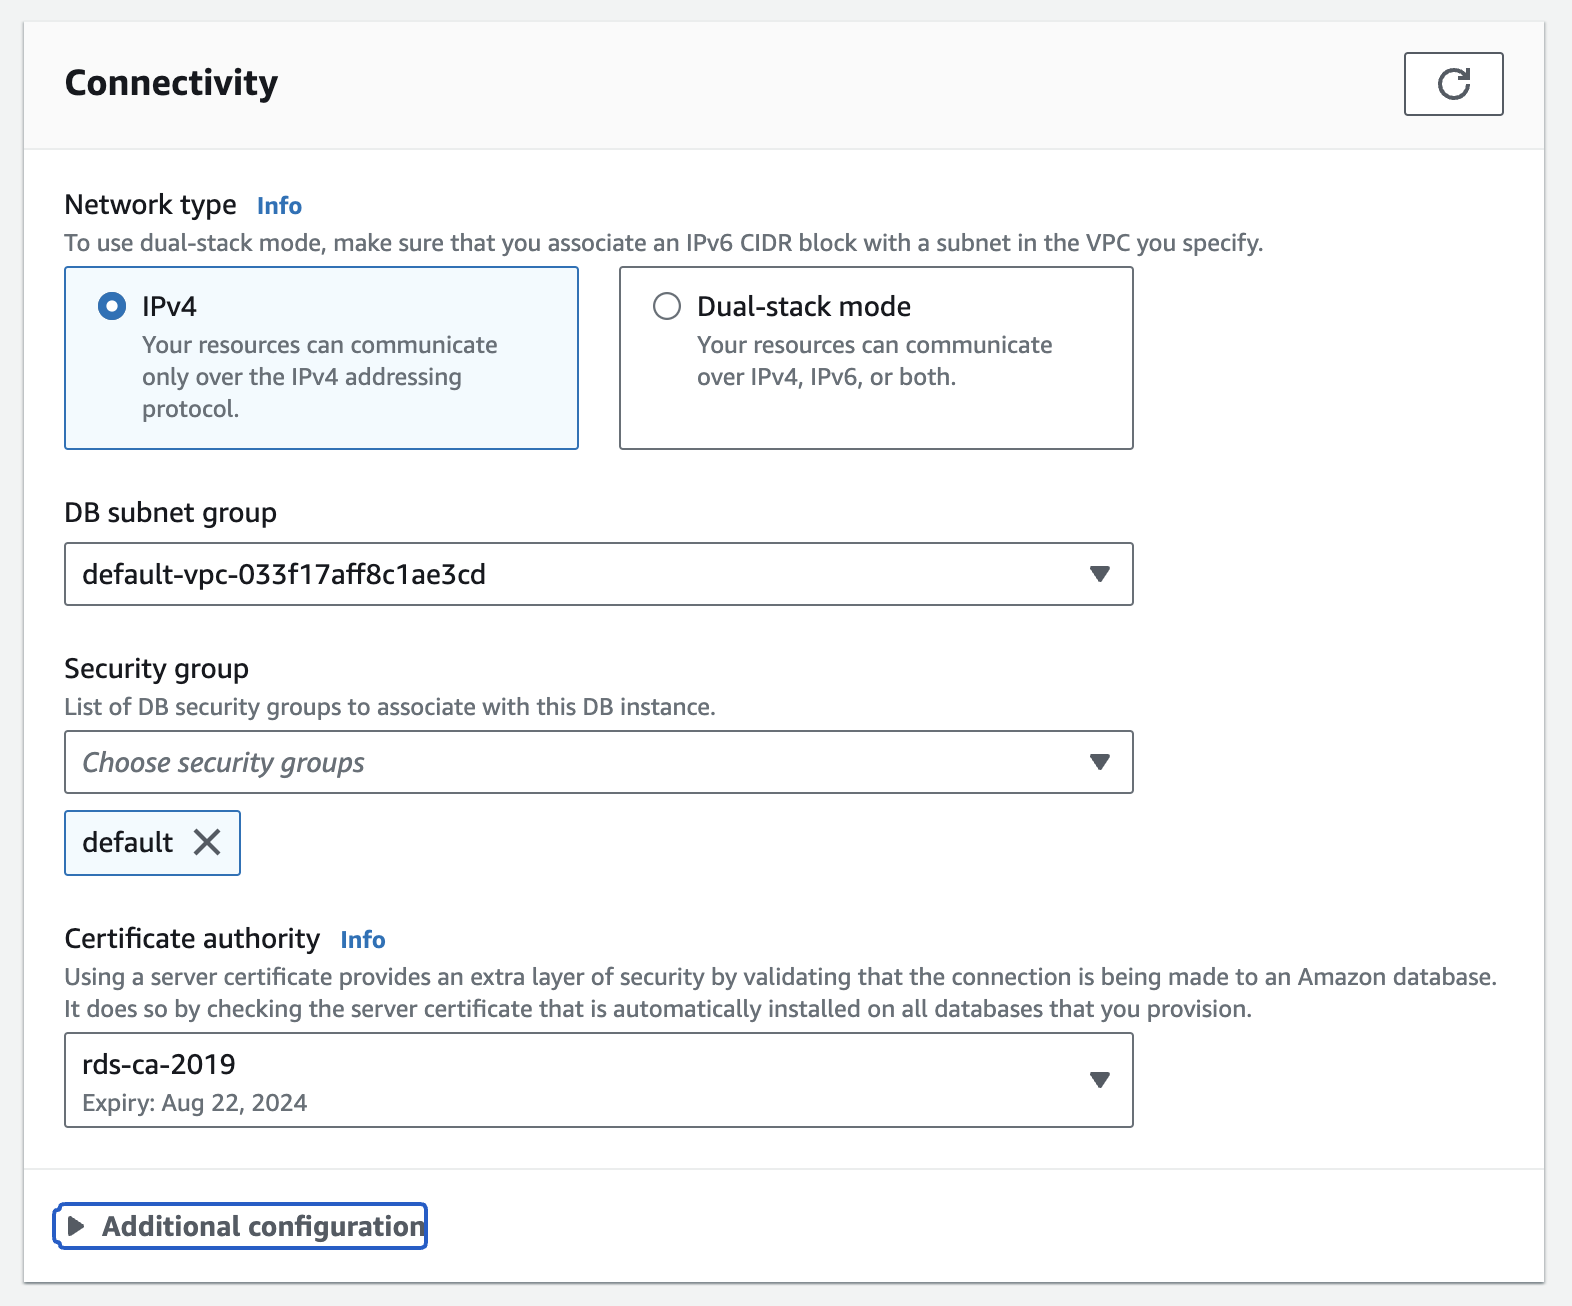 Connectivity
Network type Info
To use dual-stack mode, make sure that you associate an IPv6 CIDR block with a subnet in the VPC you specify.
IPv4
Your resources can communicate
only over the IPv4 addressing
protocol.
Dual-stack mode
Your resources can communicate
over IPv4, IPv6, or both.
DB subnet group
default-vpc-033f17aff8c1ae3cd
Security group
List of DB security groups to associate with this DB instance.
Choose security groups
default
Certificate authority Info
Using a server certificate provides an extra layer of security by validating that the connection is being made to an Amazon database.
It does so by checking the server certificate that is automatically installed on all databases that you provision.
rds-ca-2019
Expiry: Aug 22, 2024
Additional configuration